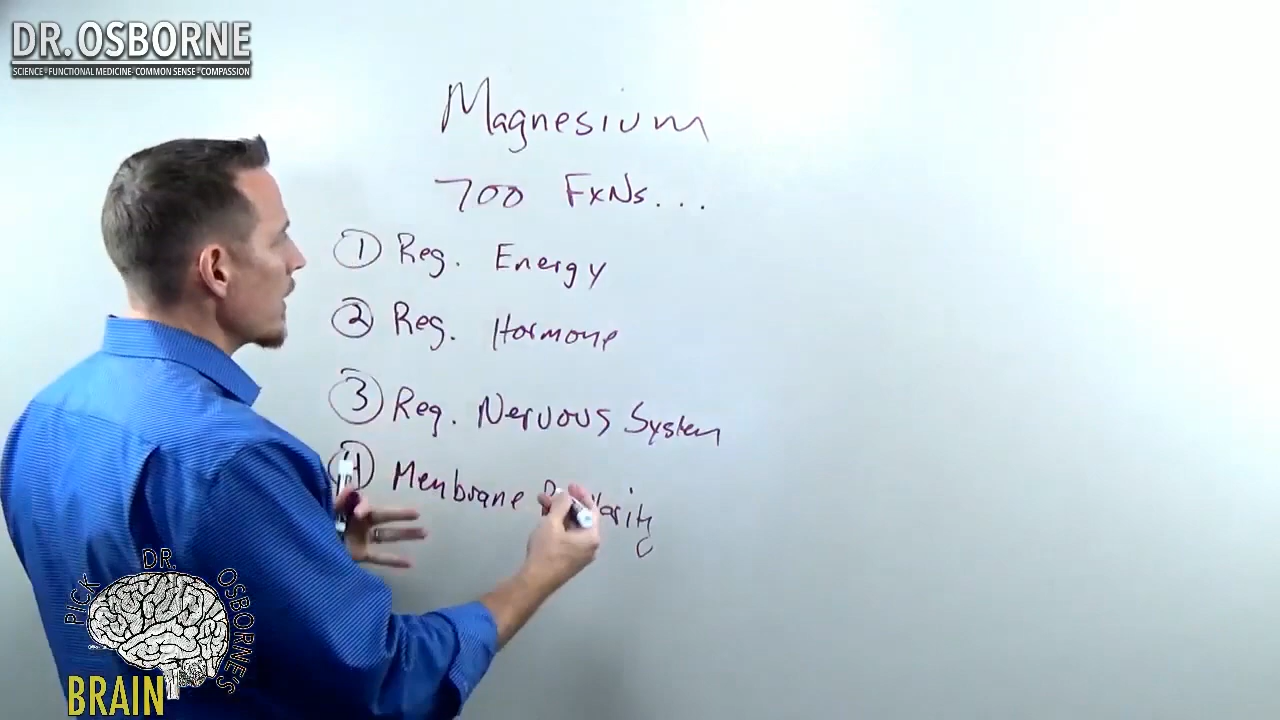 DR. OSBORNE
SCIENCE - FUNCTIONAL MEDICINE - COMMON SENSE - COMPASSION
Magnesium
700 FxNs...
① Reg. Energy
② Reg. Hormone
③ Reg. Nervous System
④ Membrane
PICK DR. OSBORNE'S
BRAIN